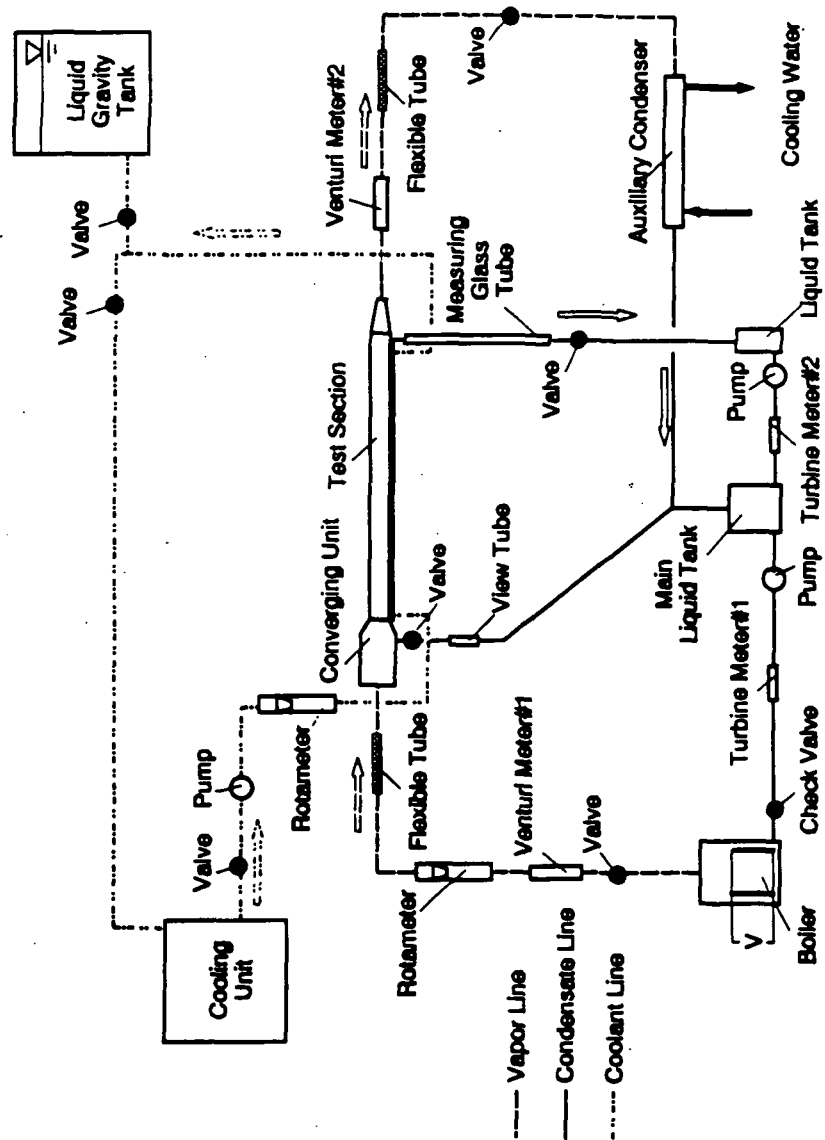 Liquid
Gravity
Tank
Valve
Valve
Venturi Meter#2
Flexible Tube
Valve
Auxiliary Condenser
Cooling Water
Measuring
Glass
Tube
Test Section
Converging Unit
Valve
View Tube
Valve
Liquid Tank
Pump
Turbine Meter#2
Main
Liquid Tank
Pump
Turbine Meter#1
Check Valve
Cooling
Unit
Valve
Pump
Rotameter
Flexible Tube
Rotameter
Venturi Meter#1
Valve
V
Boiler
Vapor Line
Condensate Line
Coolant Line